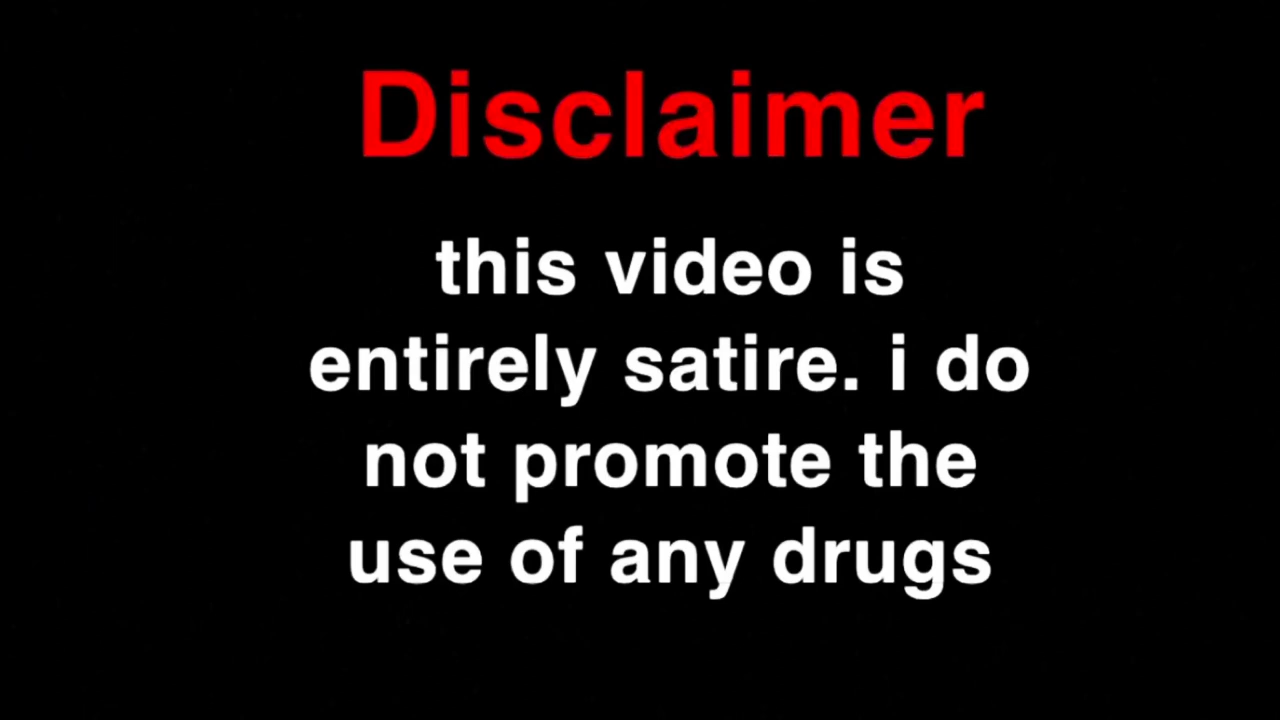 Disclaimer
this video is
entirely satire. i do
not promote the
use of any drugs